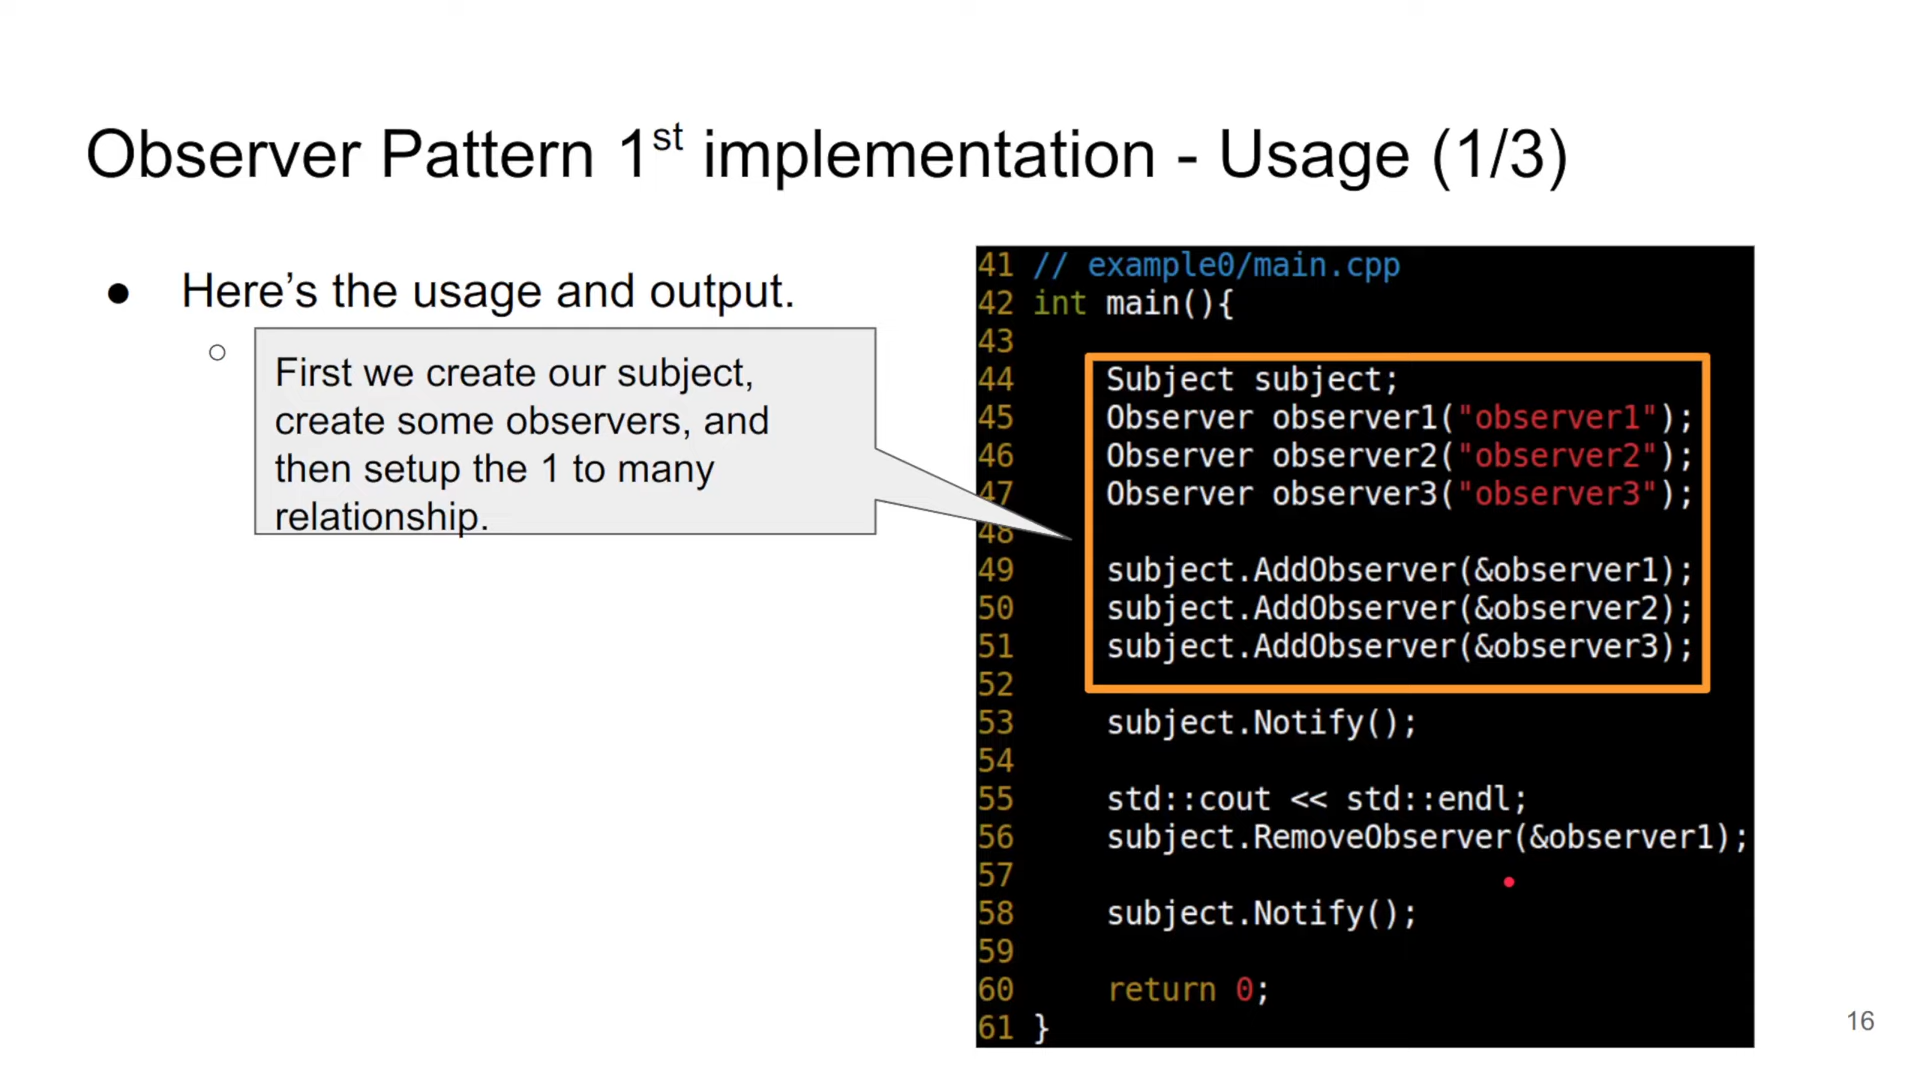 Observer Pattern 1st implementation - Usage (1/3)
● Here’s the usage and output.
○
First we create our subject,
create some observers, and
then setup the 1 to many
relationship.
41 // example0/main.cpp
42 int main(){
43
44     Subject subject;
45     Observer observer1("observer1");
46     Observer observer2("observer2");
47     Observer observer3("observer3");
48
49     subject.AddObserver(&observer1);
50     subject.AddObserver(&observer2);
51     subject.AddObserver(&observer3);
52
53     subject.Notify();
54
55     std::cout << std::endl;
56     subject.RemoveObserver(&observer1);
57
58     subject.Notify();
59
60     return 0;
61 }
16